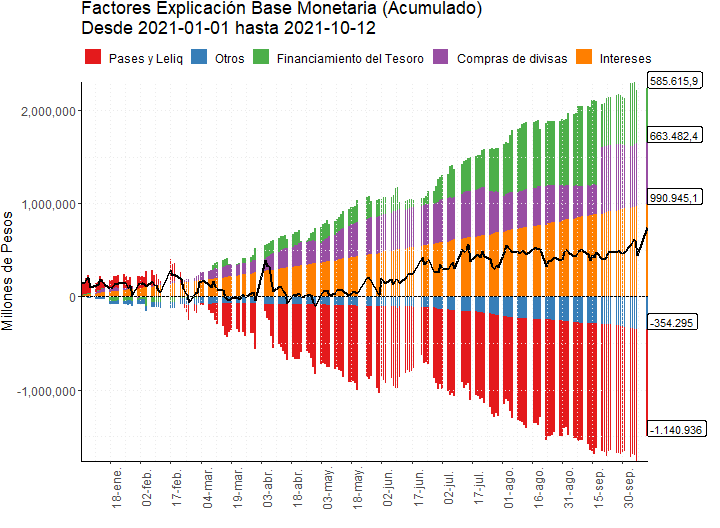 Factores Explicación Base Monetaria (Acumulado)
Desde 2021-01-01 hasta 2021-10-12
Pases y Leliq Otros Financiamiento del Tesoro Compras de divisas Intereses
Millones de Pesos
2,000,000
1,000,000
0
-1,000,000
585.615,9
663.482,4
990.945,1
-354.295
-1.140.936
18-ene.
02-feb.
17-feb.
04-mar.
19-mar.
03-abr.
18-abr.
03-may.
18-may.
02-jun.
17-jun.
02-jul.
17-jul.
01-ago.
16-ago.
31-ago.
15-sep.
30-sep.